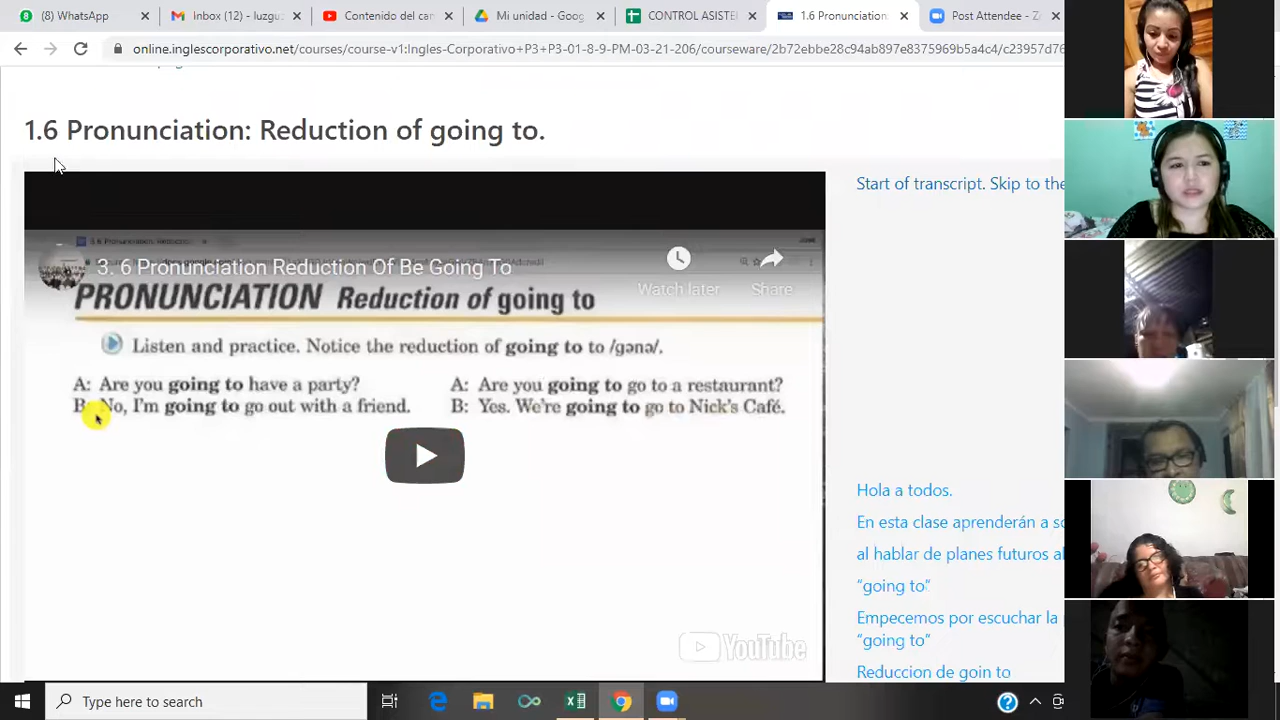 (8) WhatsApp
Inbox (12) - luzgu
Contenido del car
Mi unidad - Goog
CONTROL ASISTEI
1.6 Pronunciation:
Post Attendee - Zo
online.inglescorporativo.net/courses/course-v1:Ingles-Corporativo+P3+P3-01-8-9-PM-03-21-206/courseware/2b72ebbe28c94ab897e8375969b5a4c4/c23957d76
1.6 Pronunciation: Reduction of going to.
Start of transcript. Skip to the
3. 6 Pronunciation Reduction Of Be Going To
Watch later
Share
PRONUNCIATION Reduction of going to
Listen and practice. Notice the reduction of going to to /gənə/.
A: Are you going to have a party?
B: No, I'm going to go out with a friend.
A: Are you going to go to a restaurant?
B: Yes. We're going to go to Nick's Café.
YouTube
Hola a todos.
En esta clase aprenderán a so
al hablar de planes futuros al
“going to”
Empecemos por escuchar la
“going to”
Reduccion de goin to
Type here to search